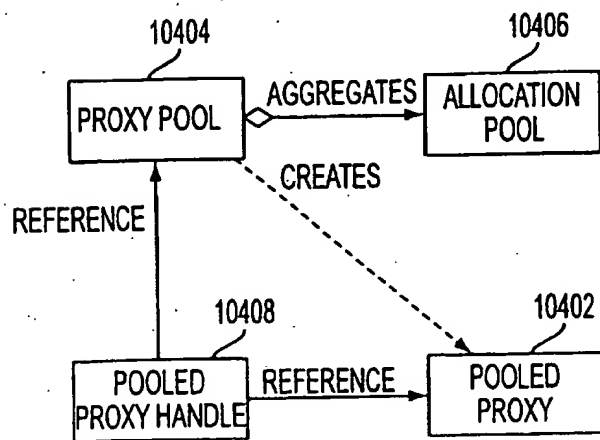 10404
10406
PROXY POOL
AGGREGATES
ALLOCATION
POOL
CREATES
REFERENCE
10408
10402
POOLED
PROXY HANDLE
REFERENCE
POOLED
PROXY